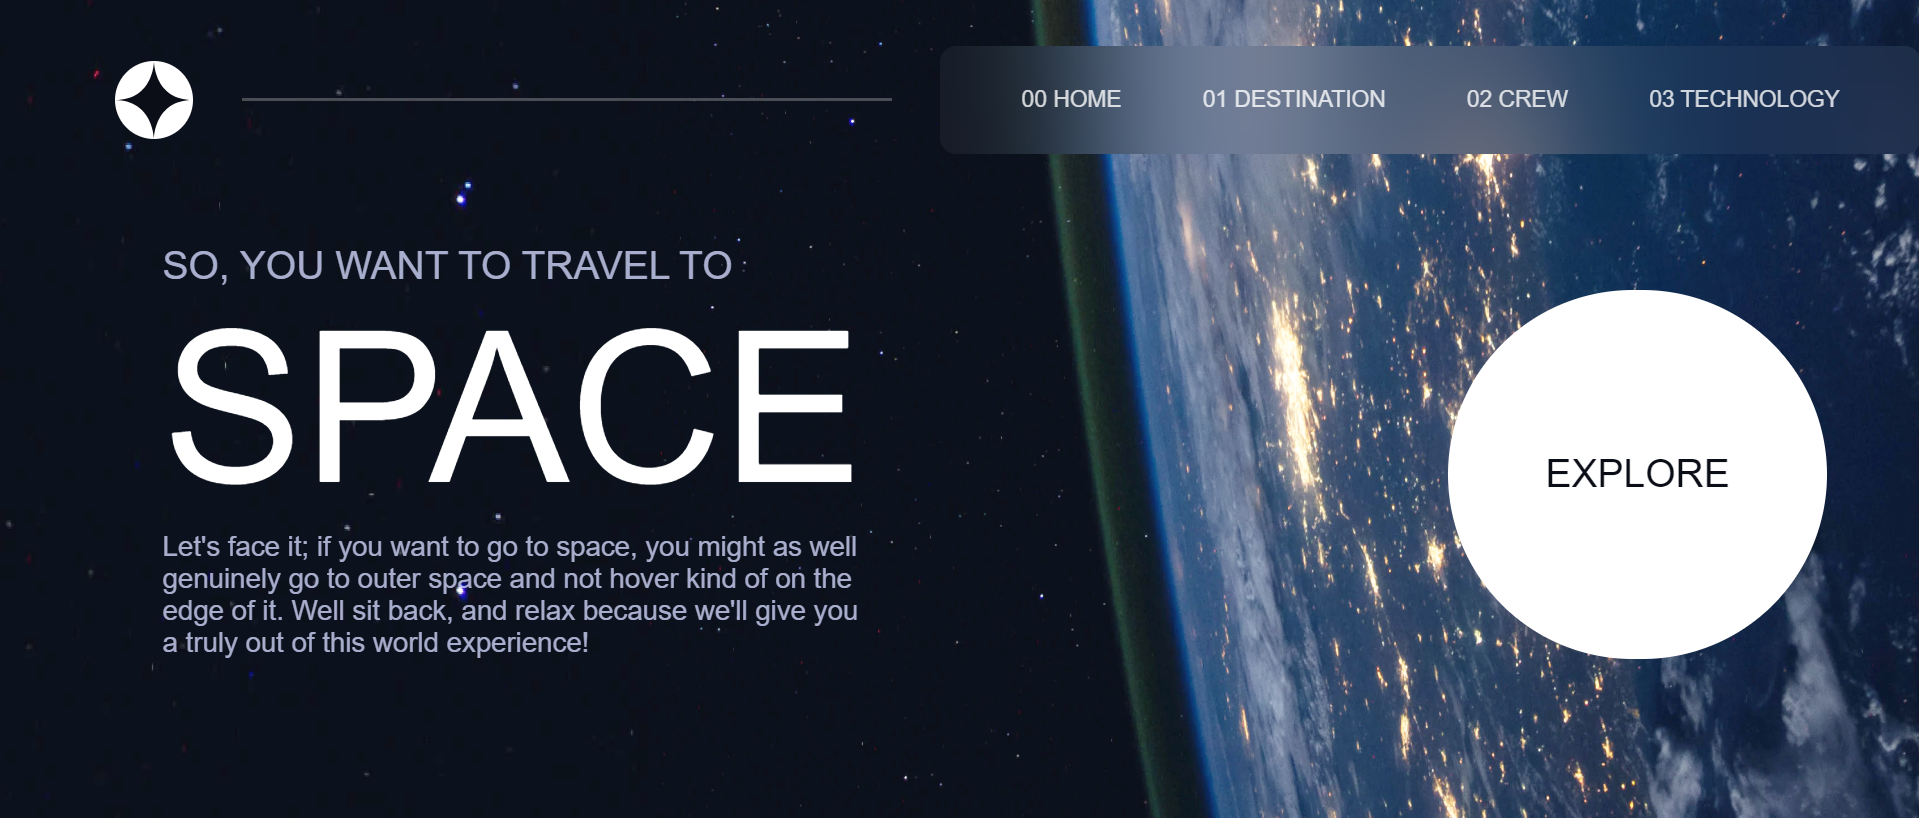 00 HOME 01 DESTINATION 02 CREW 03 TECHNOLOGY
SO, YOU WANT TO TRAVEL TO
SPACE
Let's face it; if you want to go to space, you might as well
genuinely go to outer space and not hover kind of on the
edge of it. Well sit back, and relax because we'll give you
a truly out of this world experience!
EXPLORE